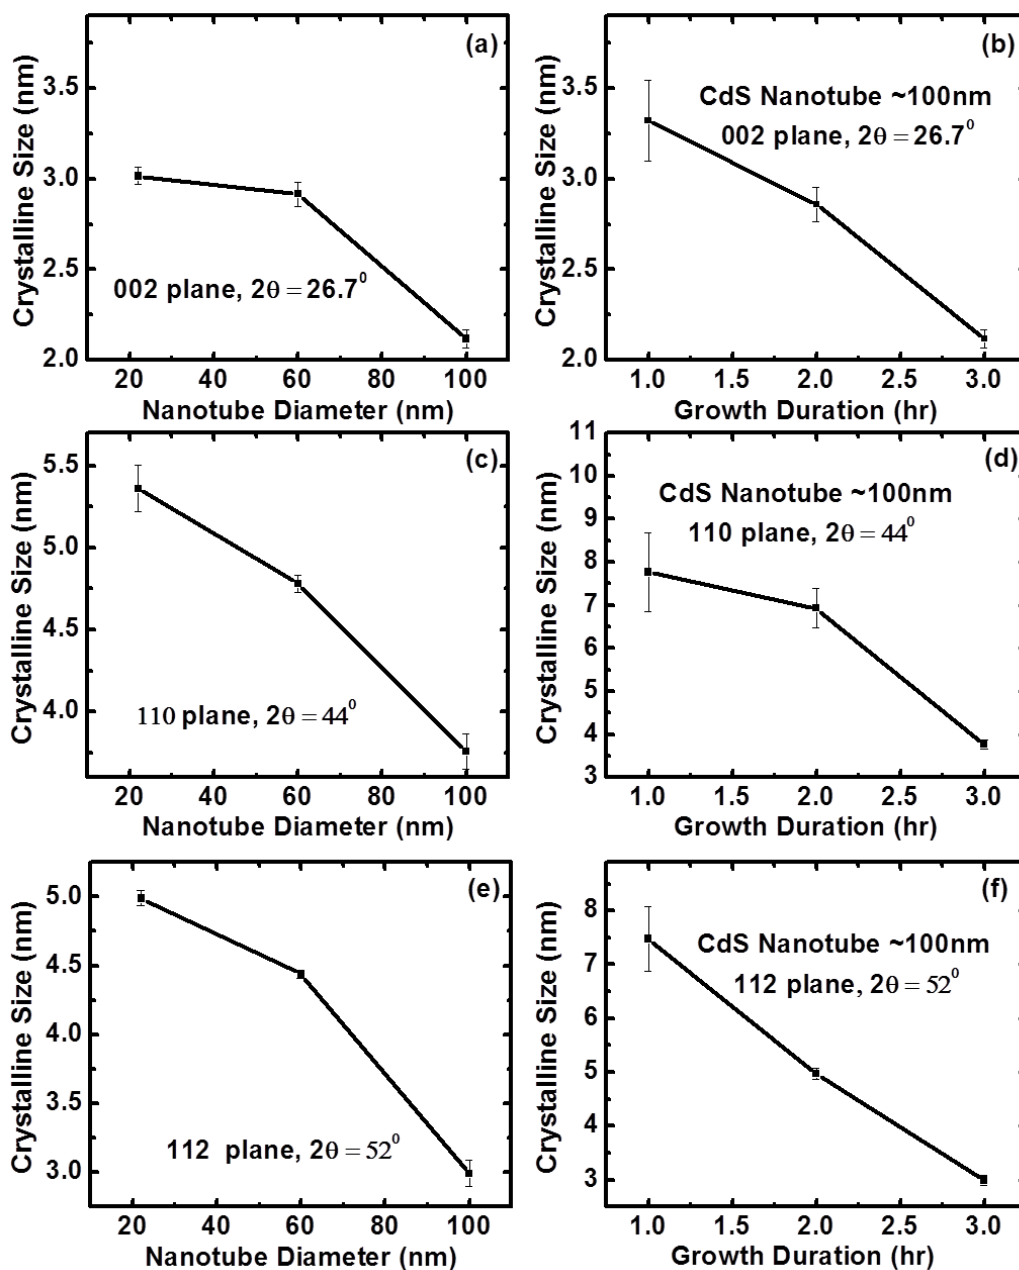 (a)
Crystalline Size (nm)
3.5
3.0
2.5
2.0
002 plane, 2θ = 26.7⁰
20 40 60 80 100
Nanotube Diameter (nm)
(b)
Crystalline Size (nm)
3.5
3.0
2.5
2.0
CdS Nanotube ~100nm
002 plane, 2θ = 26.7⁰
1.0 1.5 2.0 2.5 3.0
Growth Duration (hr)
(c)
Crystalline Size (nm)
5.5
5.0
4.5
4.0
110 plane, 2θ = 44⁰
20 40 60 80 100
Nanotube Diameter (nm)
(d)
Crystalline Size (nm)
11
10
9
8
7
6
5
4
3
CdS Nanotube ~100nm
110 plane, 2θ = 44⁰
1.0 1.5 2.0 2.5 3.0
Growth Duration (hr)
(e)
Crystalline Size (nm)
5.0
4.5
4.0
3.5
3.0
112 plane, 2θ = 52⁰
20 40 60 80 100
Nanotube Diameter (nm)
(f)
Crystalline Size (nm)
8
7
6
5
4
3
CdS Nanotube ~100nm
112 plane, 2θ = 52⁰
1.0 1.5 2.0 2.5 3.0
Growth Duration (hr)